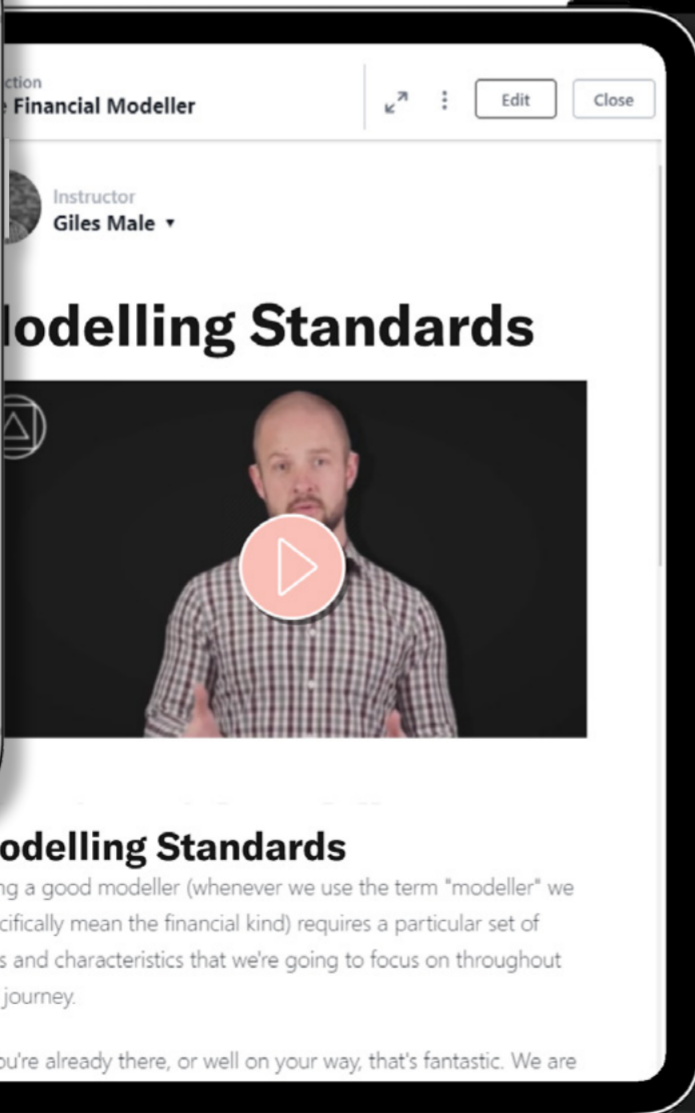 ction
Financial Modeller
Edit
Close
Instructor
Giles Male
odelling Standards
odelling Standards
ng a good modeller (whenever we use the term "modeller" we
cifically mean the financial kind) requires a particular set of
s and characteristics that we're going to focus on throughout
journey.
ou're already there, or well on your way, that's fantastic. We are